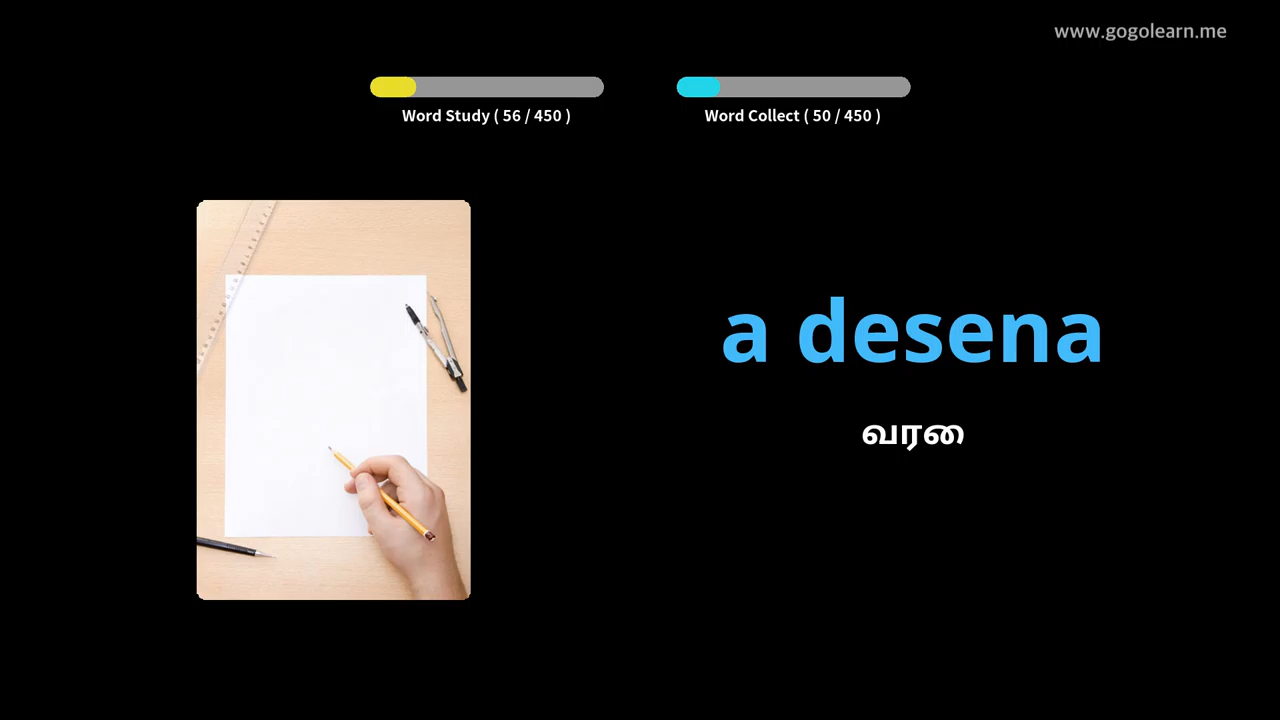 www.gogolearn.me
Word Study ( 56 / 450 )
Word Collect ( 50 / 450 )
a desena
வரை